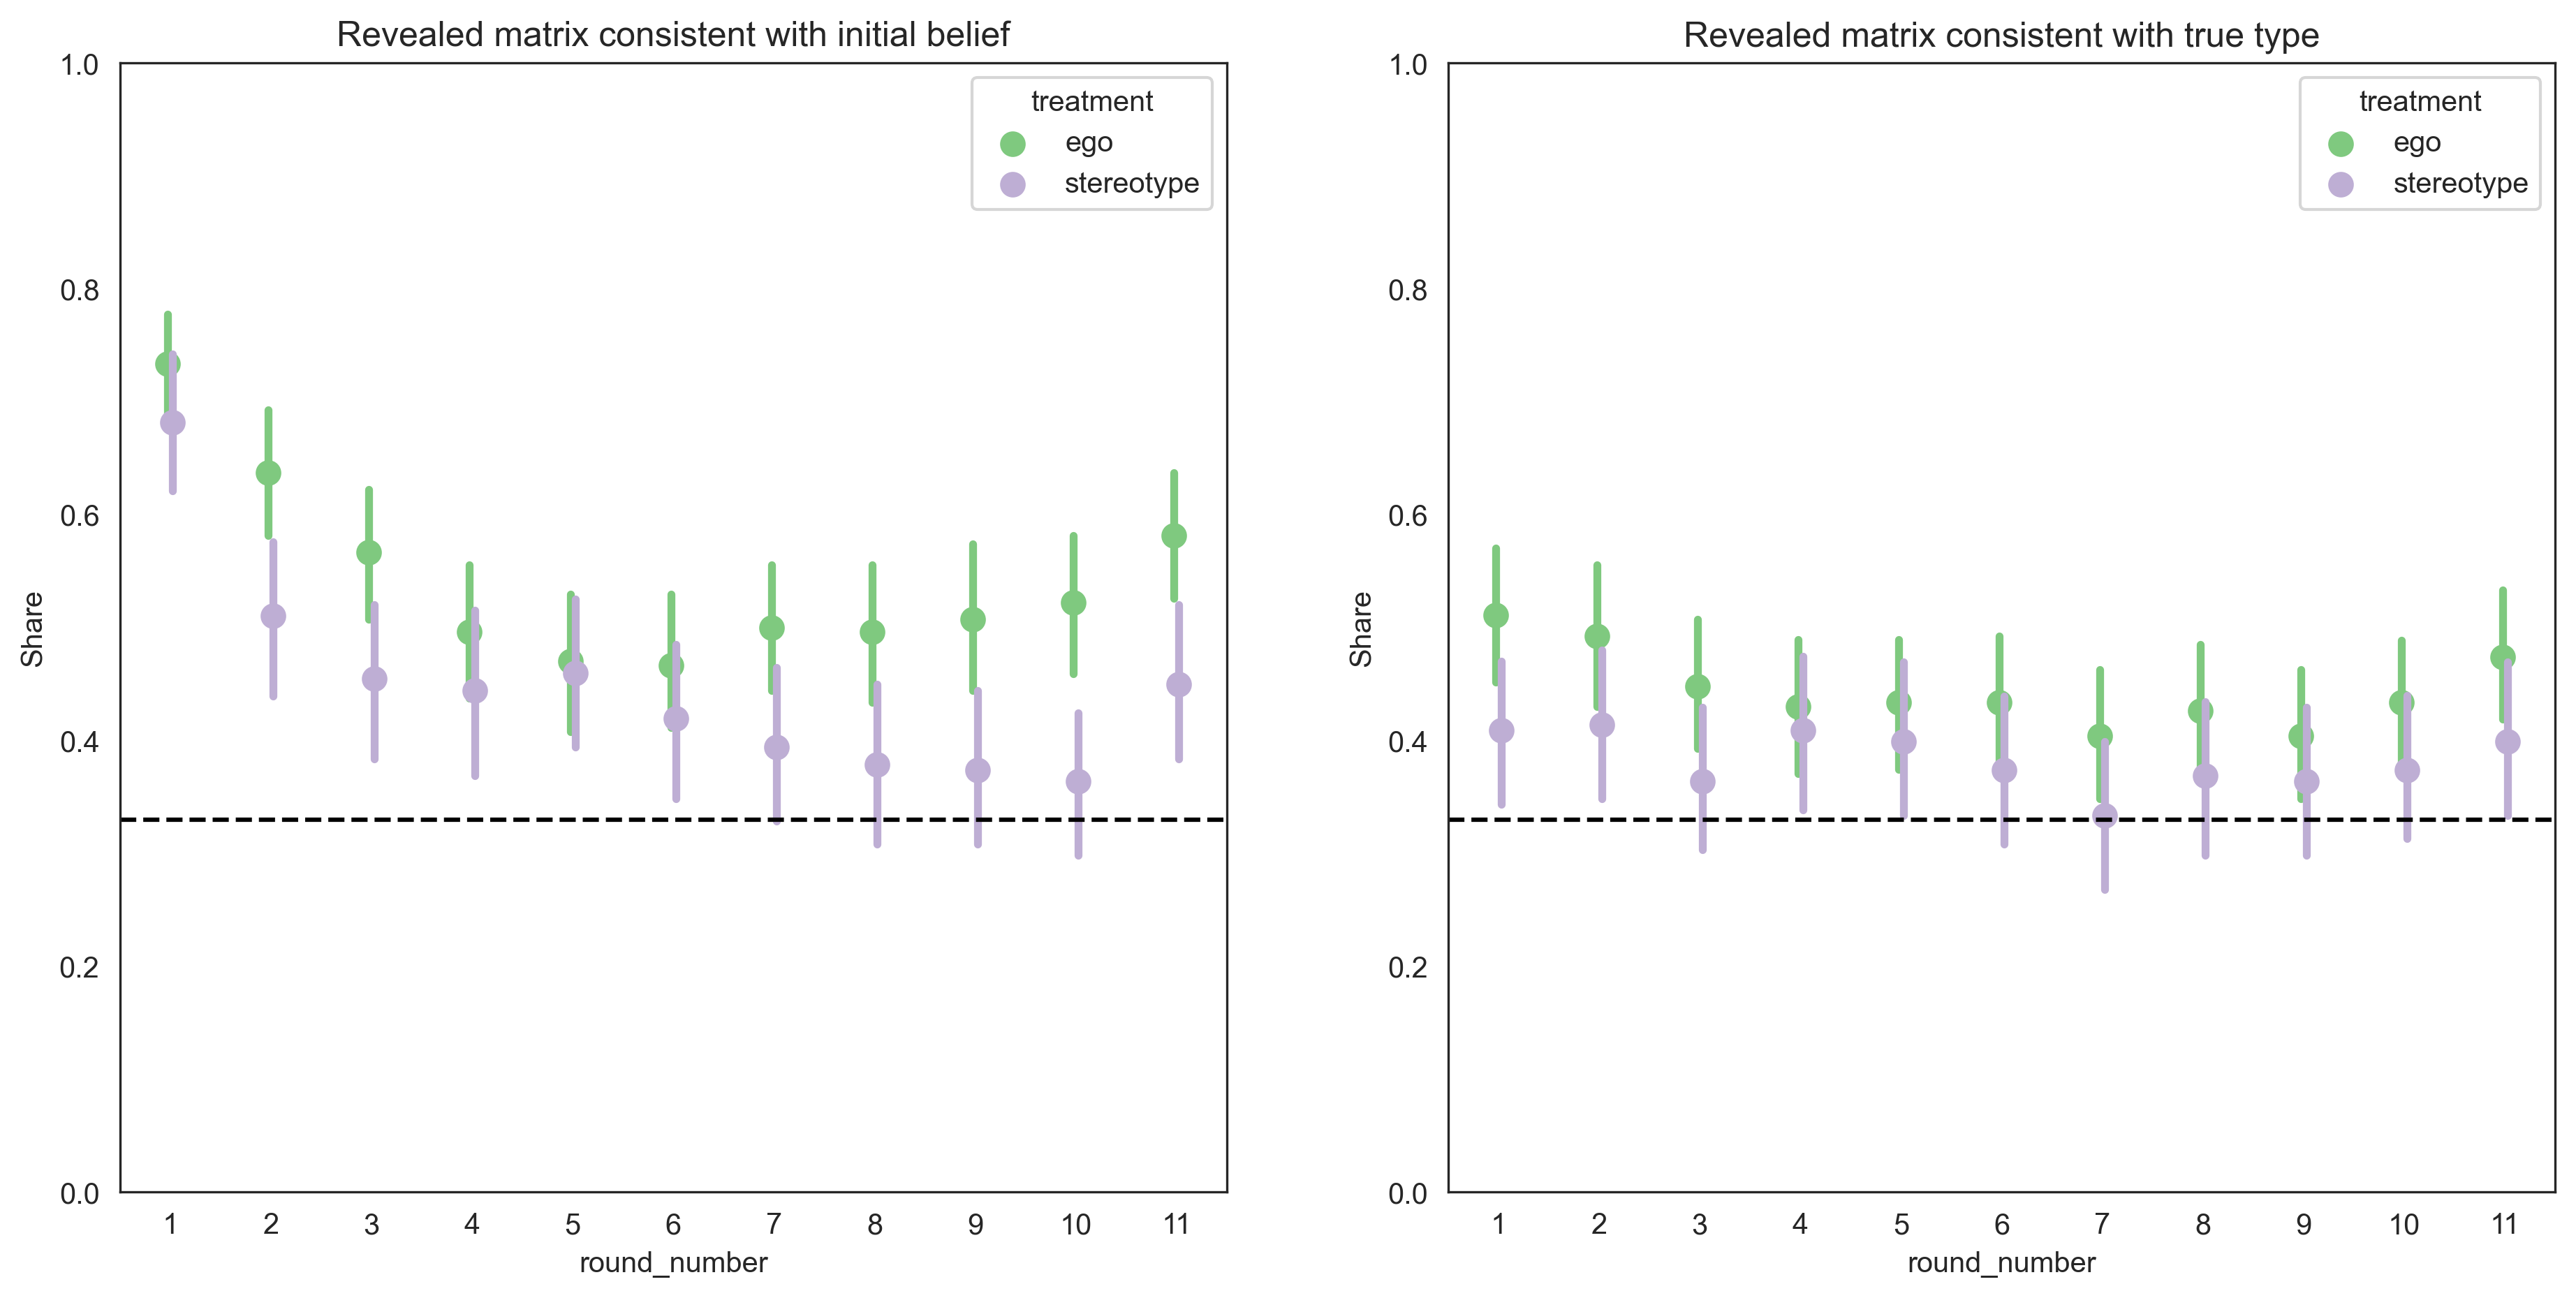 Revealed matrix consistent with initial belief
1.0
0.8
0.6
0.4
0.2
0.0
Share
treatment
ego
stereotype
1 2 3 4 5 6 7 8 9 10 11
round_number
Revealed matrix consistent with true type
1.0
0.8
0.6
0.4
0.2
0.0
Share
treatment
ego
stereotype
1 2 3 4 5 6 7 8 9 10 11
round_number